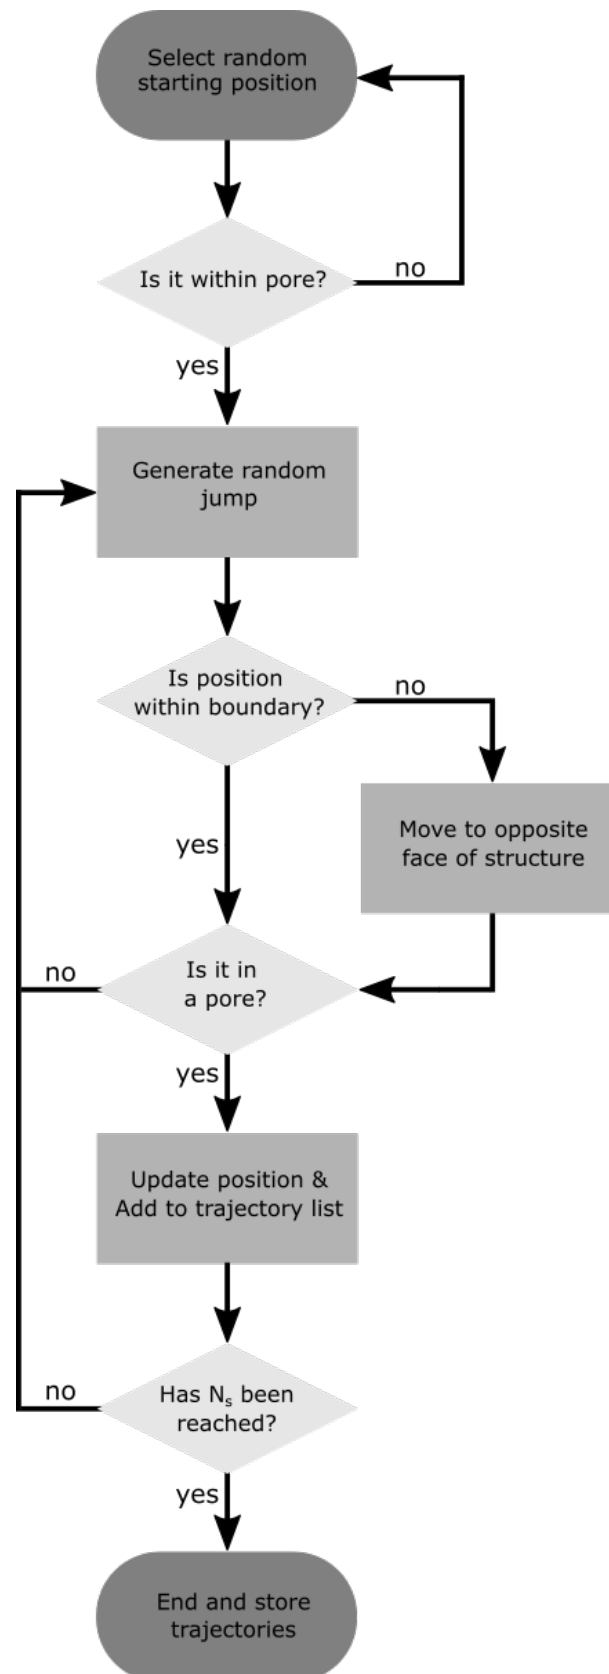 Select random
starting position
Is it within pore?
no
yes
Generate random
jump
Is position
within boundary?
no
Move to opposite
face of structure
yes
Is it in
a pore?
no
yes
Update position &
Add to trajectory list
Has Nₛ been
reached?
no
yes
End and store
trajectories